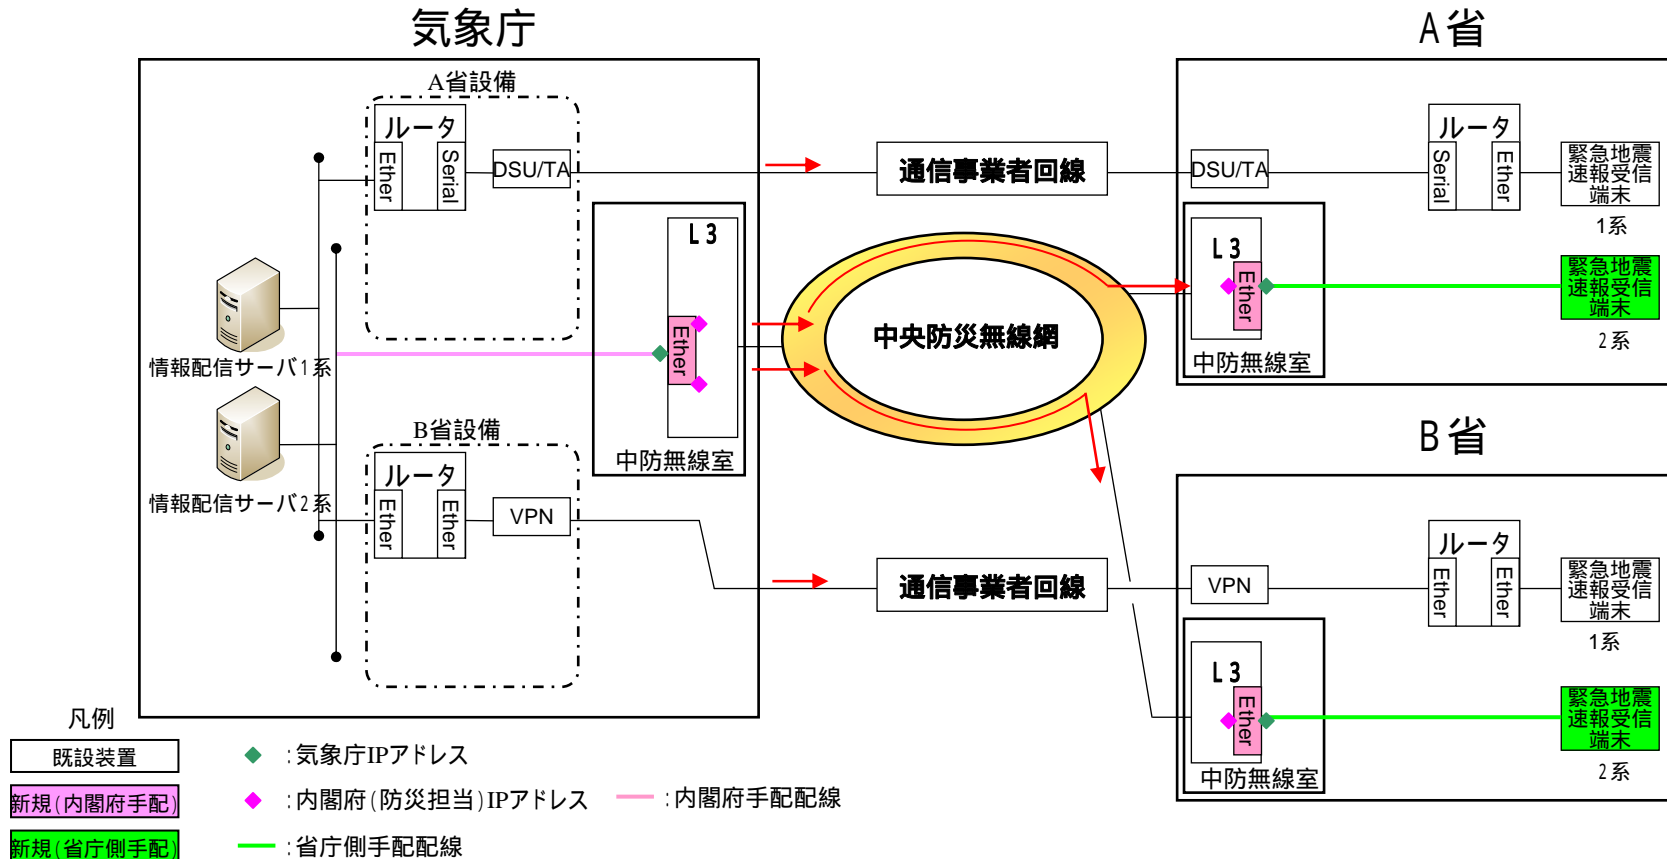 気象庁
A省
A省設備
ルータ
Ether
Serial
DSU/TA
通信事業者回線
DSU/TA
ルータ
Serial
Ether
緊急地震
速報受信
端末
1系
L3
Ether
中防無線室
中央防災無線網
L3
Ether
中防無線室
緊急地震
速報受信
端末
2系
情報配信サーバ1系
情報配信サーバ2系
B省
B省設備
ルータ
Ether
Ether
VPN
通信事業者回線
VPN
ルータ
Ether
Ether
緊急地震
速報受信
端末
1系
L3
Ether
中防無線室
緊急地震
速報受信
端末
2系
凡例
既設装置
新規(内閣府手配)
新規(省庁側手配)
:気象庁IPアドレス
:内閣府(防災担当)IPアドレス
:内閣府手配配線
:省庁側手配配線